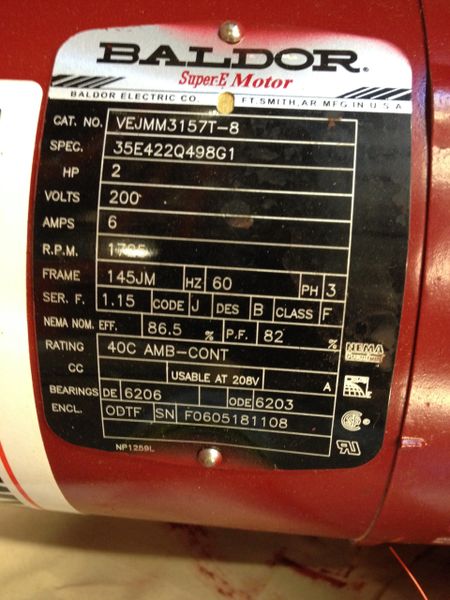 BALDOR.
Super-E Motor
BALDOR ELECTRIC CO. FT. SMITH, AR MFG IN U S A
CAT. NO. VEJMM3157T-8
SPEC. 35E422Q498G1
HP 2
VOLTS 200
AMPS 6
R.P.M.
FRAME 145JM HZ 60 PH 3
SER. F. 1.15 CODE J DES B CLASS F
NEMA NOM. EFF. 86.5 % P.F. 82 %
NEMA
RATING 40C AMB-CONT
CC USABLE AT 208V A
BEARINGS DE 6206 ODE 6203
ENCL. ODTF SN F0605181108
NP1259L